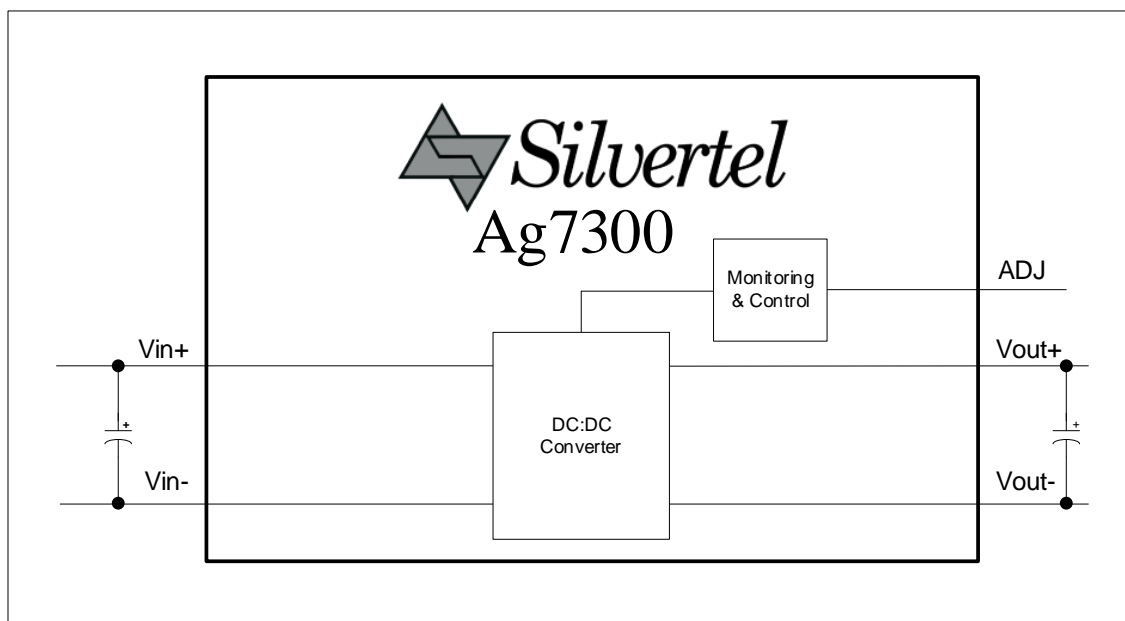 Silvertel
Ag7300
Monitoring
& Control
ADJ
Vin+
Vout+
+
+
DC:DC
Converter
Vin-
Vout-